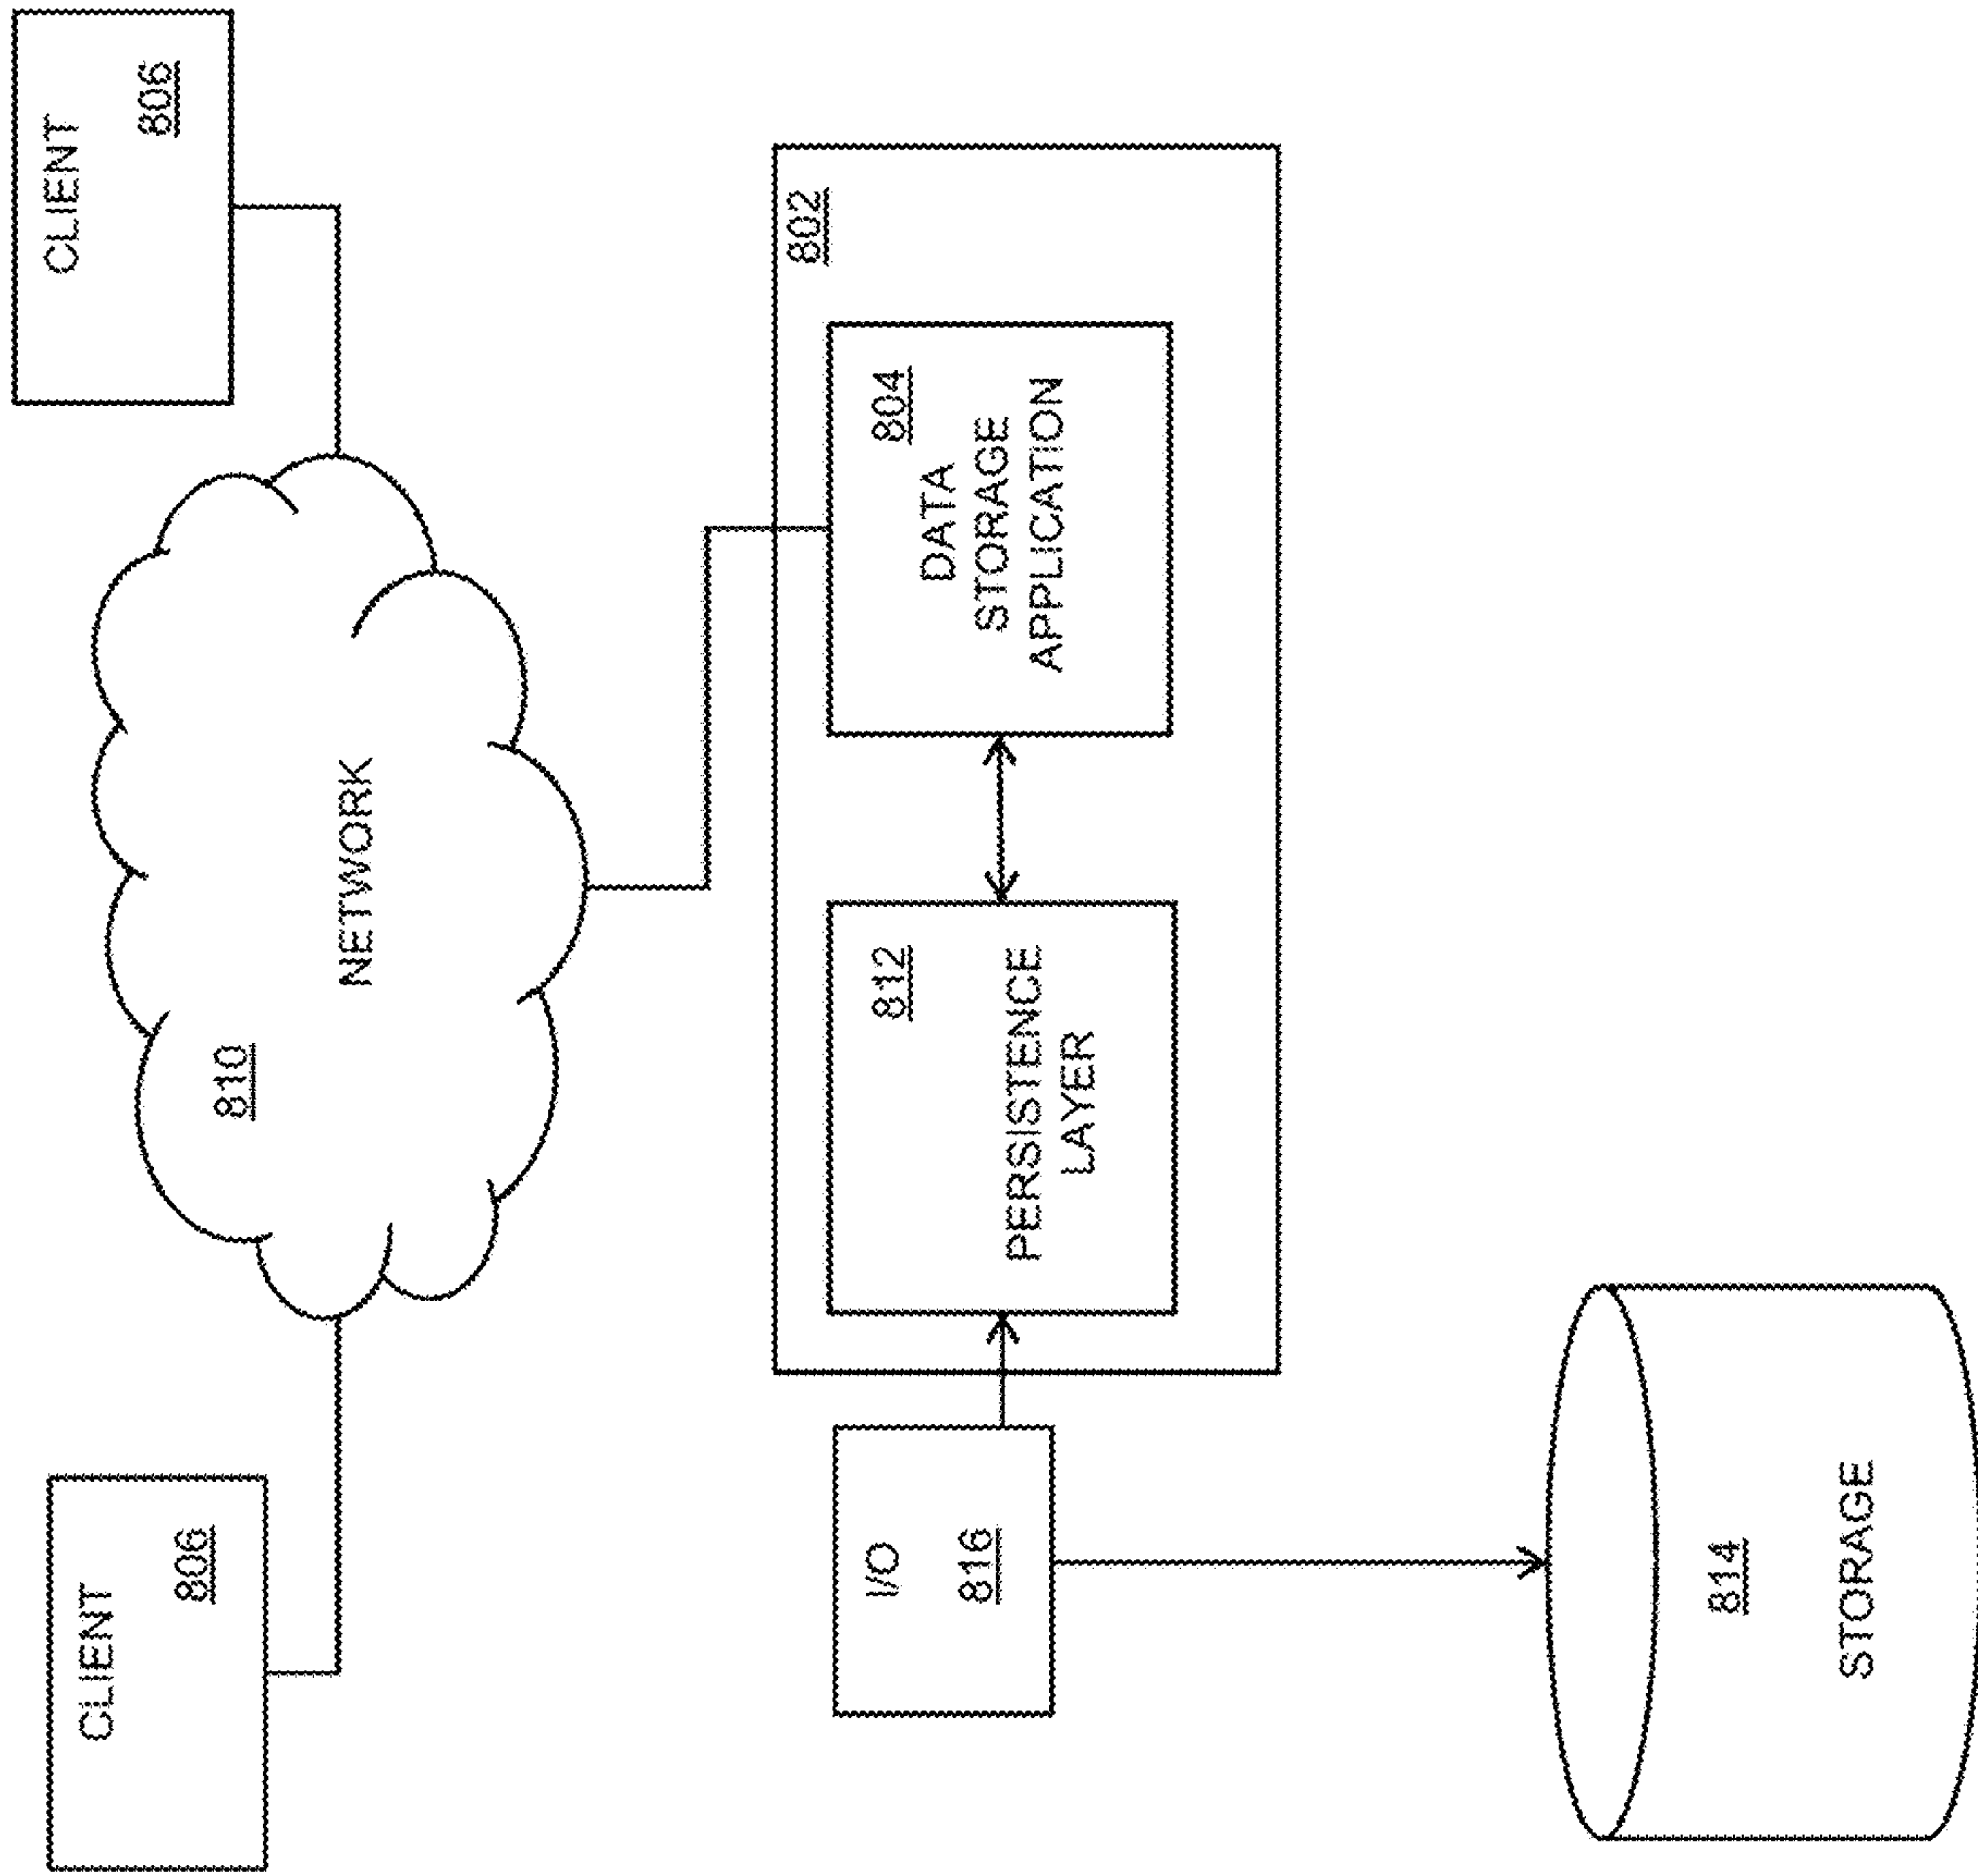 CLIENT
806
CLIENT
806
810
NETWORK
802
I/O
816
812
PERSISTENCE
LAYER
804
DATA
STORAGE
APPLICATION
814
STORAGE